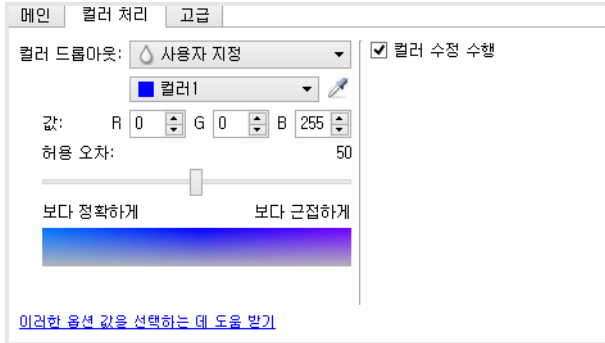 메인 컬러 처리 고급
컬러 드롭아웃: 사용자 지정
컬러1
값: R 0 G 0 B 255
허용 오차: 50
보다 정확하게 보다 근접하게
이러한 옵션 값을 선택하는 데 도움 받기
컬러 수정 수행